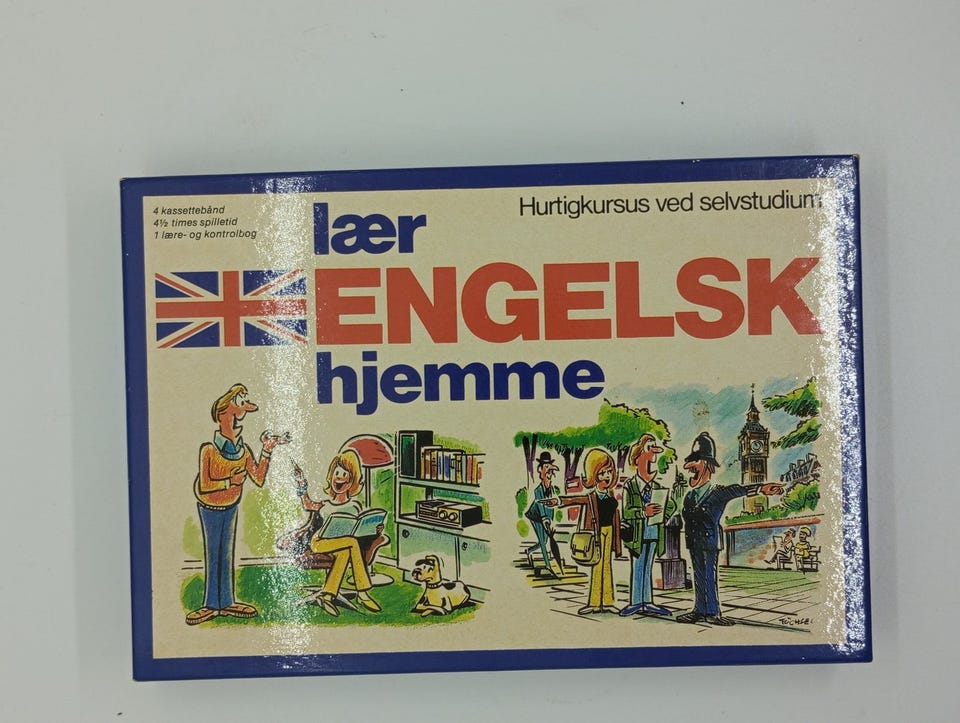 4 kassettebånd
4½ times spilletid
1 lære- og kontrolbog
Hurtigkursus ved selvstudium
lær
ENGELSK
hjemme